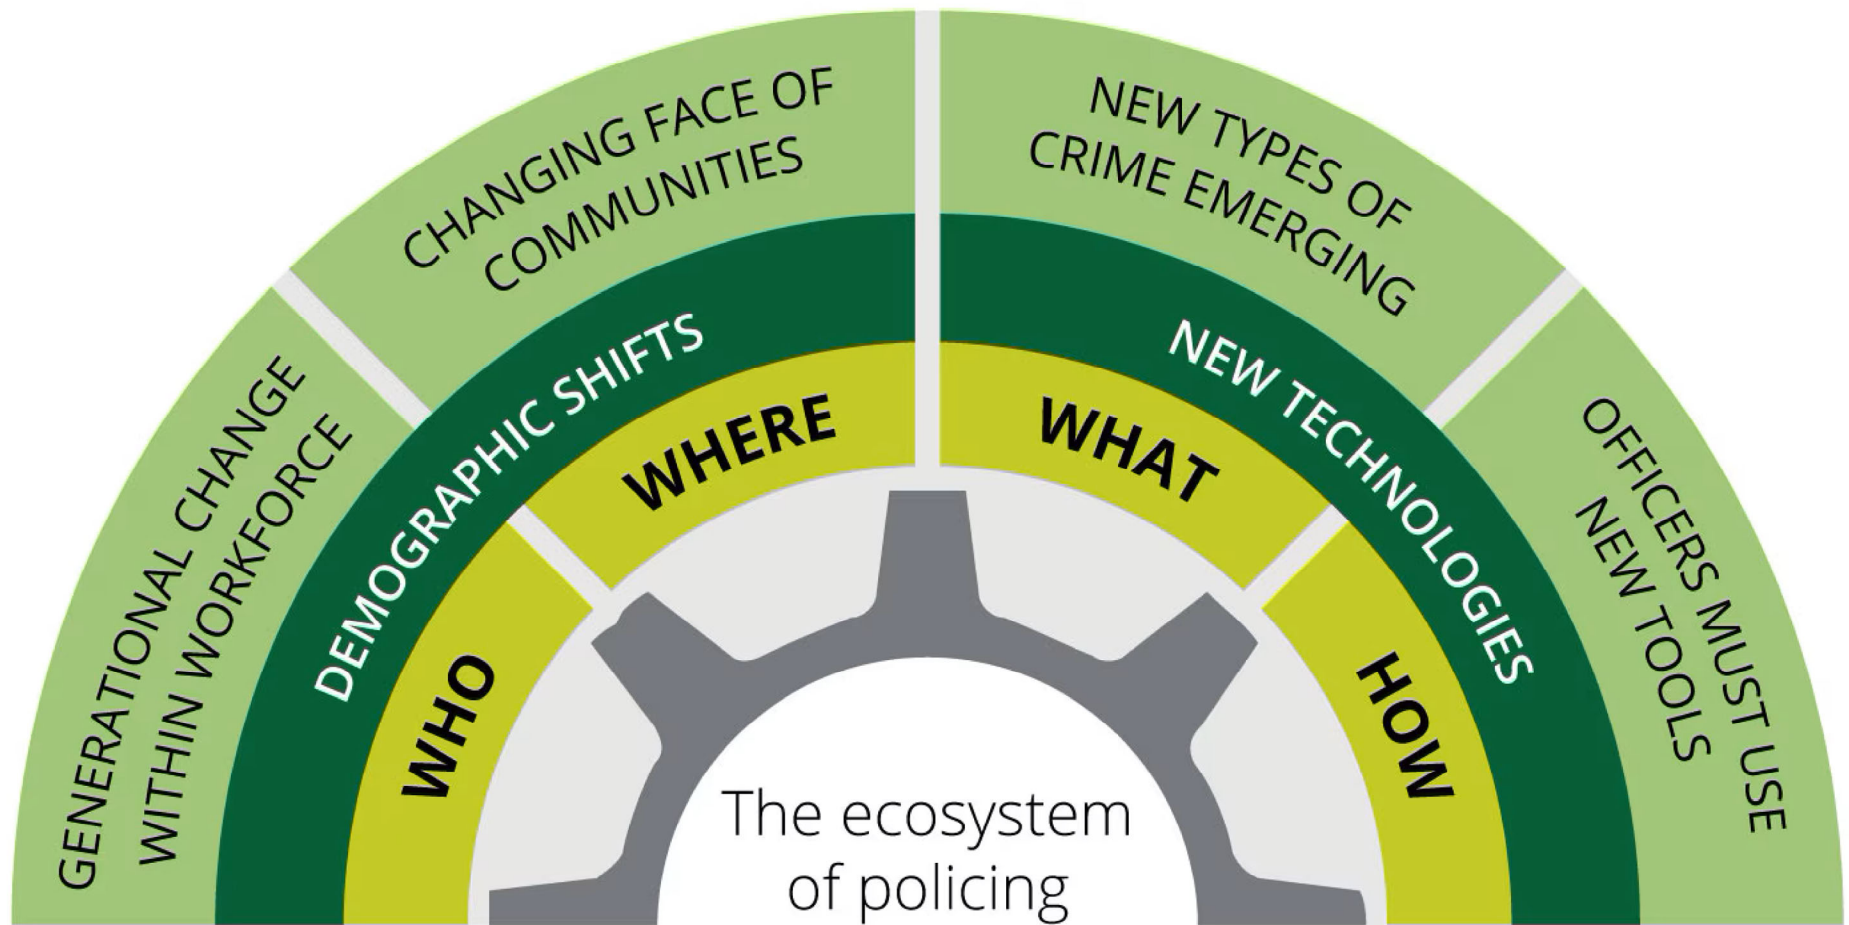 GENERATIONAL CHANGE
WITHIN WORKFORCE
CHANGING FACE OF
COMMUNITIES
NEW TYPES OF
CRIME EMERGING
OFFICERS MUST USE
NEW TOOLS
DEMOGRAPHIC SHIFTS
NEW TECHNOLOGIES
WHO
WHERE
WHAT
HOW
The ecosystem
of policing